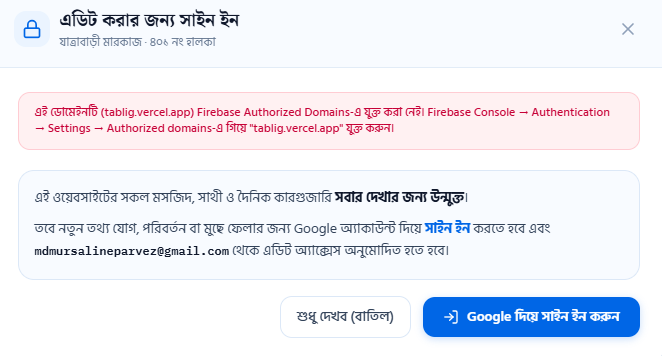 এডিট করার জন্য সাইন ইন
যাত্রাবাড়ী মারকাজ · ৪০১ নং হালকা
এই ডোমেইনটি (tablig.vercel.app) Firebase Authorized Domains-এ যুক্ত করা নেই। Firebase Console → Authentication
→ Settings → Authorized domains-এ গিয়ে "tablig.vercel.app" যুক্ত করুন।
এই ওয়েবসাইটের সকল মসজিদ, সাথী ও দৈনিক কারগুজারি সবার দেখার জন্য উন্মুক্ত।
তবে নতুন তথ্য যোগ, পরিবর্তন বা মুছে ফেলার জন্য Google অ্যাকাউন্ট দিয়ে সাইন ইন করতে হবে এবং
mdmursalineparvez@gmail.com থেকে এডিট অ্যাক্সেস অনুমোদিত হতে হবে।
শুধু দেখব (বাতিল)
Google দিয়ে সাইন ইন করুন